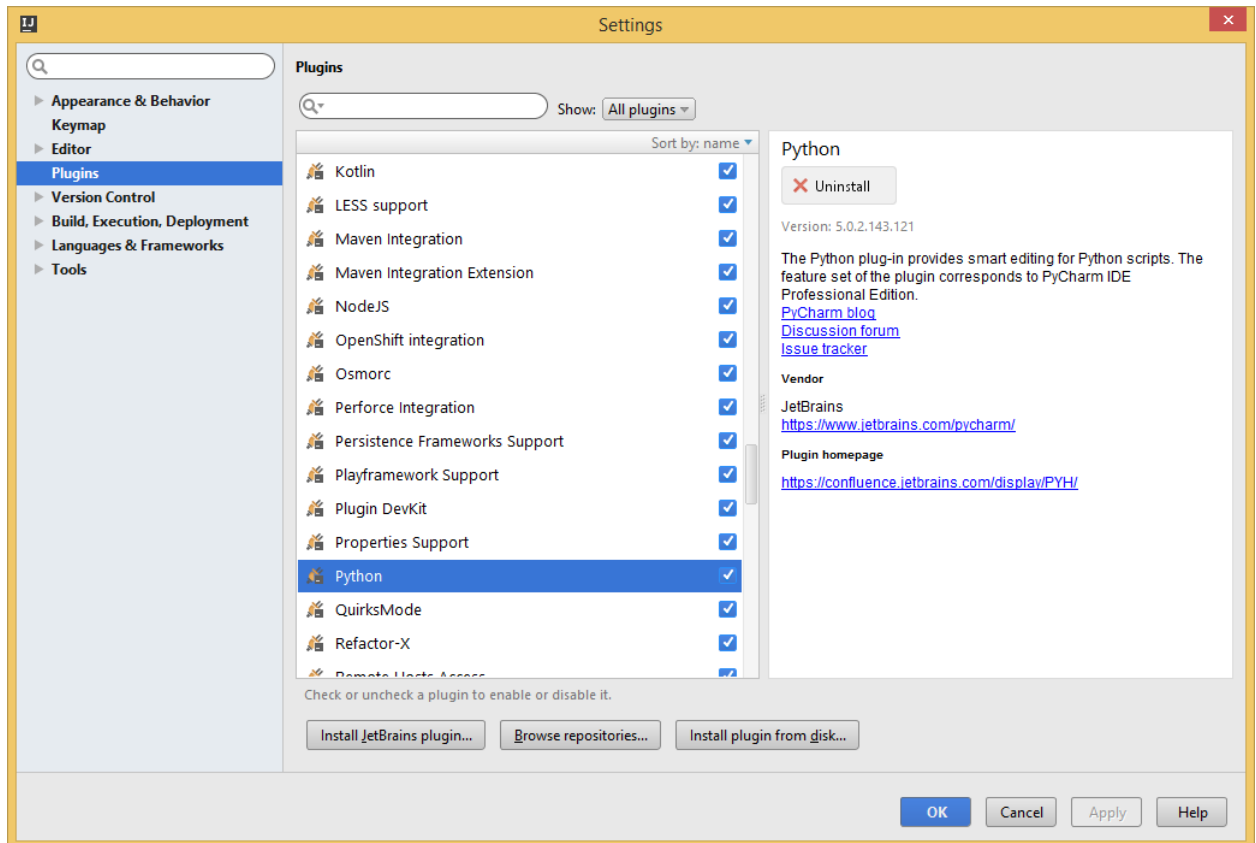 IJ
Settings
Appearance & Behavior
Keymap
Editor
Plugins
Version Control
Build, Execution, Deployment
Languages & Frameworks
Tools
Plugins
Show: All plugins
Sort by: name
Kotlin
LESS support
Maven Integration
Maven Integration Extension
NodeJS
OpenShift integration
Osmorc
Perforce Integration
Persistence Frameworks Support
Playframework Support
Plugin DevKit
Properties Support
Python
QuirksMode
Refactor-X
Remote Hosts Access
Check or uncheck a plugin to enable or disable it.
Install JetBrains plugin... Browse repositories... Install plugin from disk...
Python
Uninstall
Version: 5.0.2.143.121
The Python plug-in provides smart editing for Python scripts. The
feature set of the plugin corresponds to PyCharm IDE
Professional Edition.
PyCharm blog
Discussion forum
Issue tracker
Vendor
JetBrains
https://www.jetbrains.com/pycharm/
Plugin homepage
https://confluence.jetbrains.com/display/PYH/
OK Cancel Apply Help